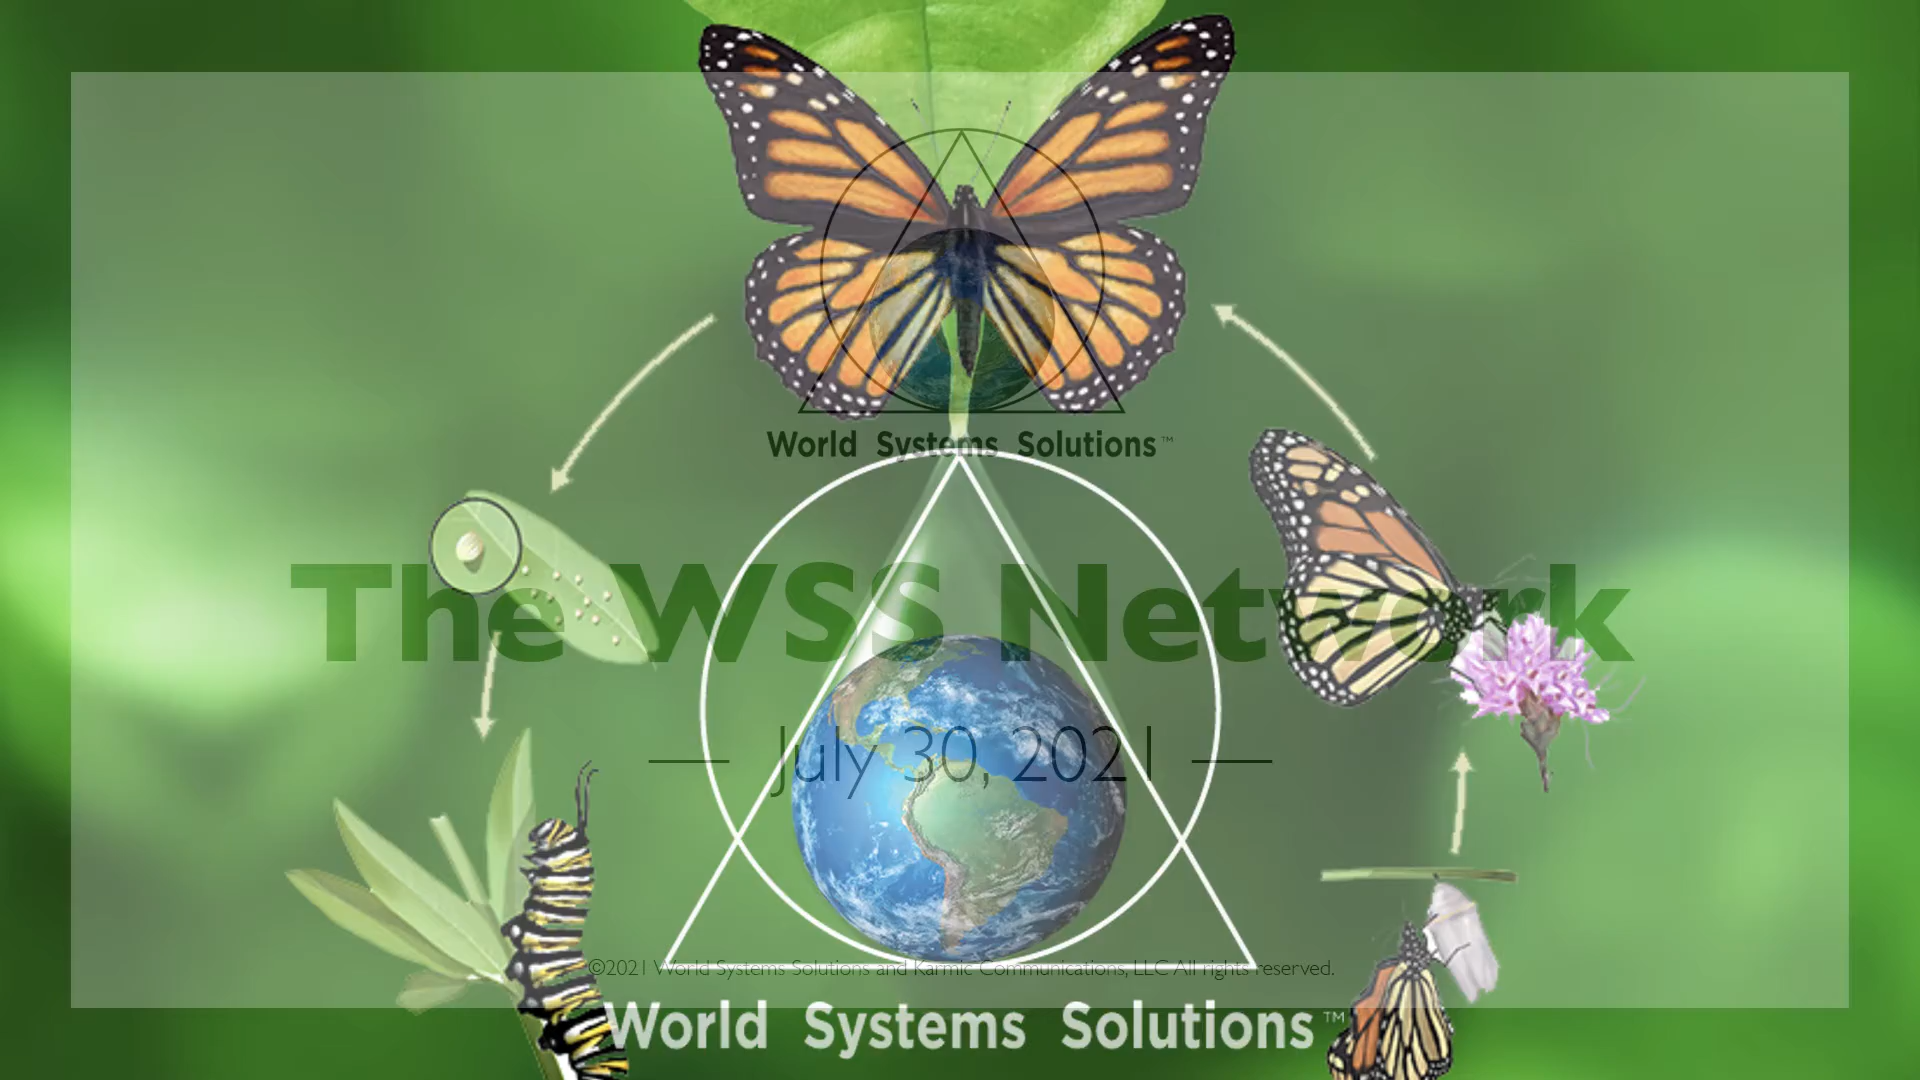 World Systems Solutions™
The WSS Network
July 30, 2021
©2021 World Systems Solutions and Karmic Communications, LLC All rights reserved.
World Systems Solutions™